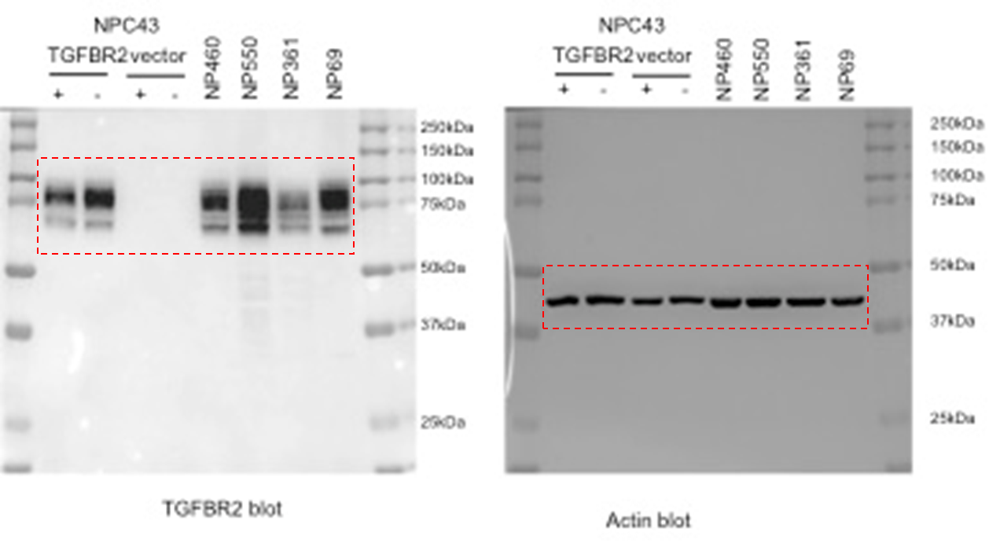 NPC43
TGFBR2 vector
+ - + -
NP460
NP550
NP361
NP69
250kDa
150kDa
100kDa
75kDa
50kDa
37kDa
25kDa
TGFBR2 blot
NPC43
TGFBR2 vector
+ - + -
NP460
NP550
NP361
NP69
250kDa
150kDa
100kDa
75kDa
50kDa
37kDa
25kDa
Actin blot